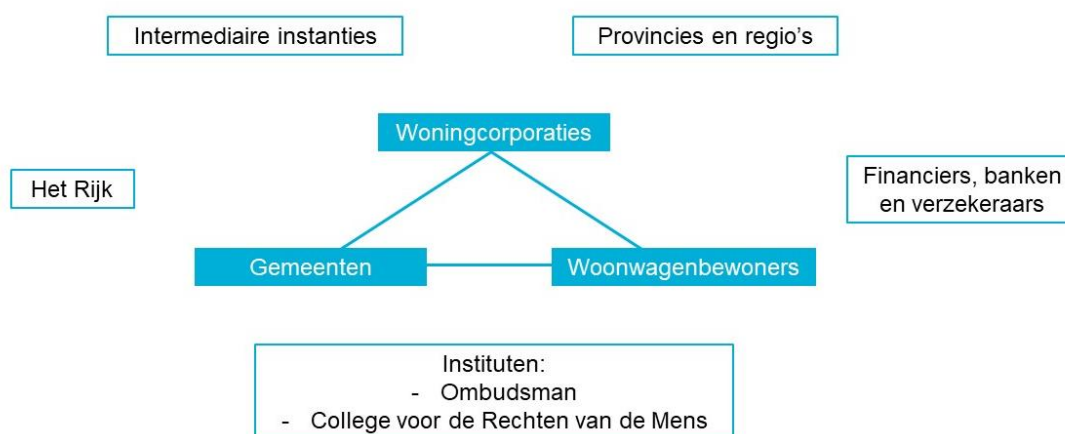 Intermediaire instanties
Provincies en regio's
Woningcorporaties
Het Rijk
Financiers, banken
en verzekeraars
Gemeenten
Woonwagenbewoners
Instituten:
- Ombudsman
- College voor de Rechten van de Mens